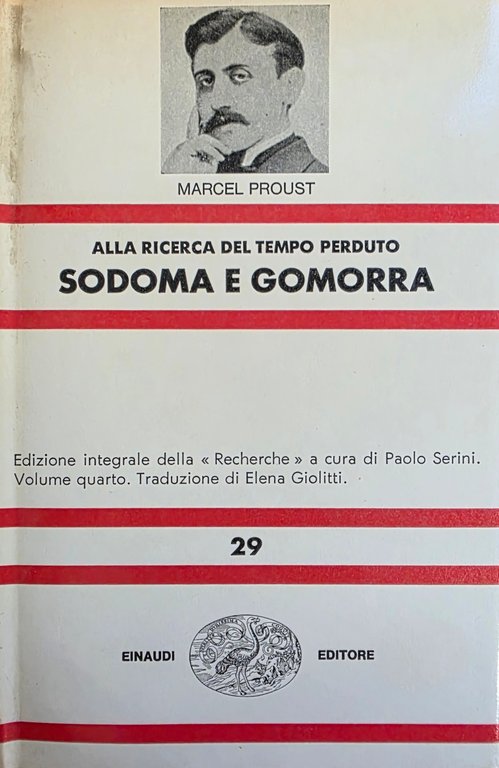 MARCEL PROUST
ALLA RICERCA DEL TEMPO PERDUTO
SODOMA E GOMORRA
Edizione integrale della « Recherche » a cura di Paolo Serini.
Volume quarto. Traduzione di Elena Giolitti.
29
EINAUDI EDITORE